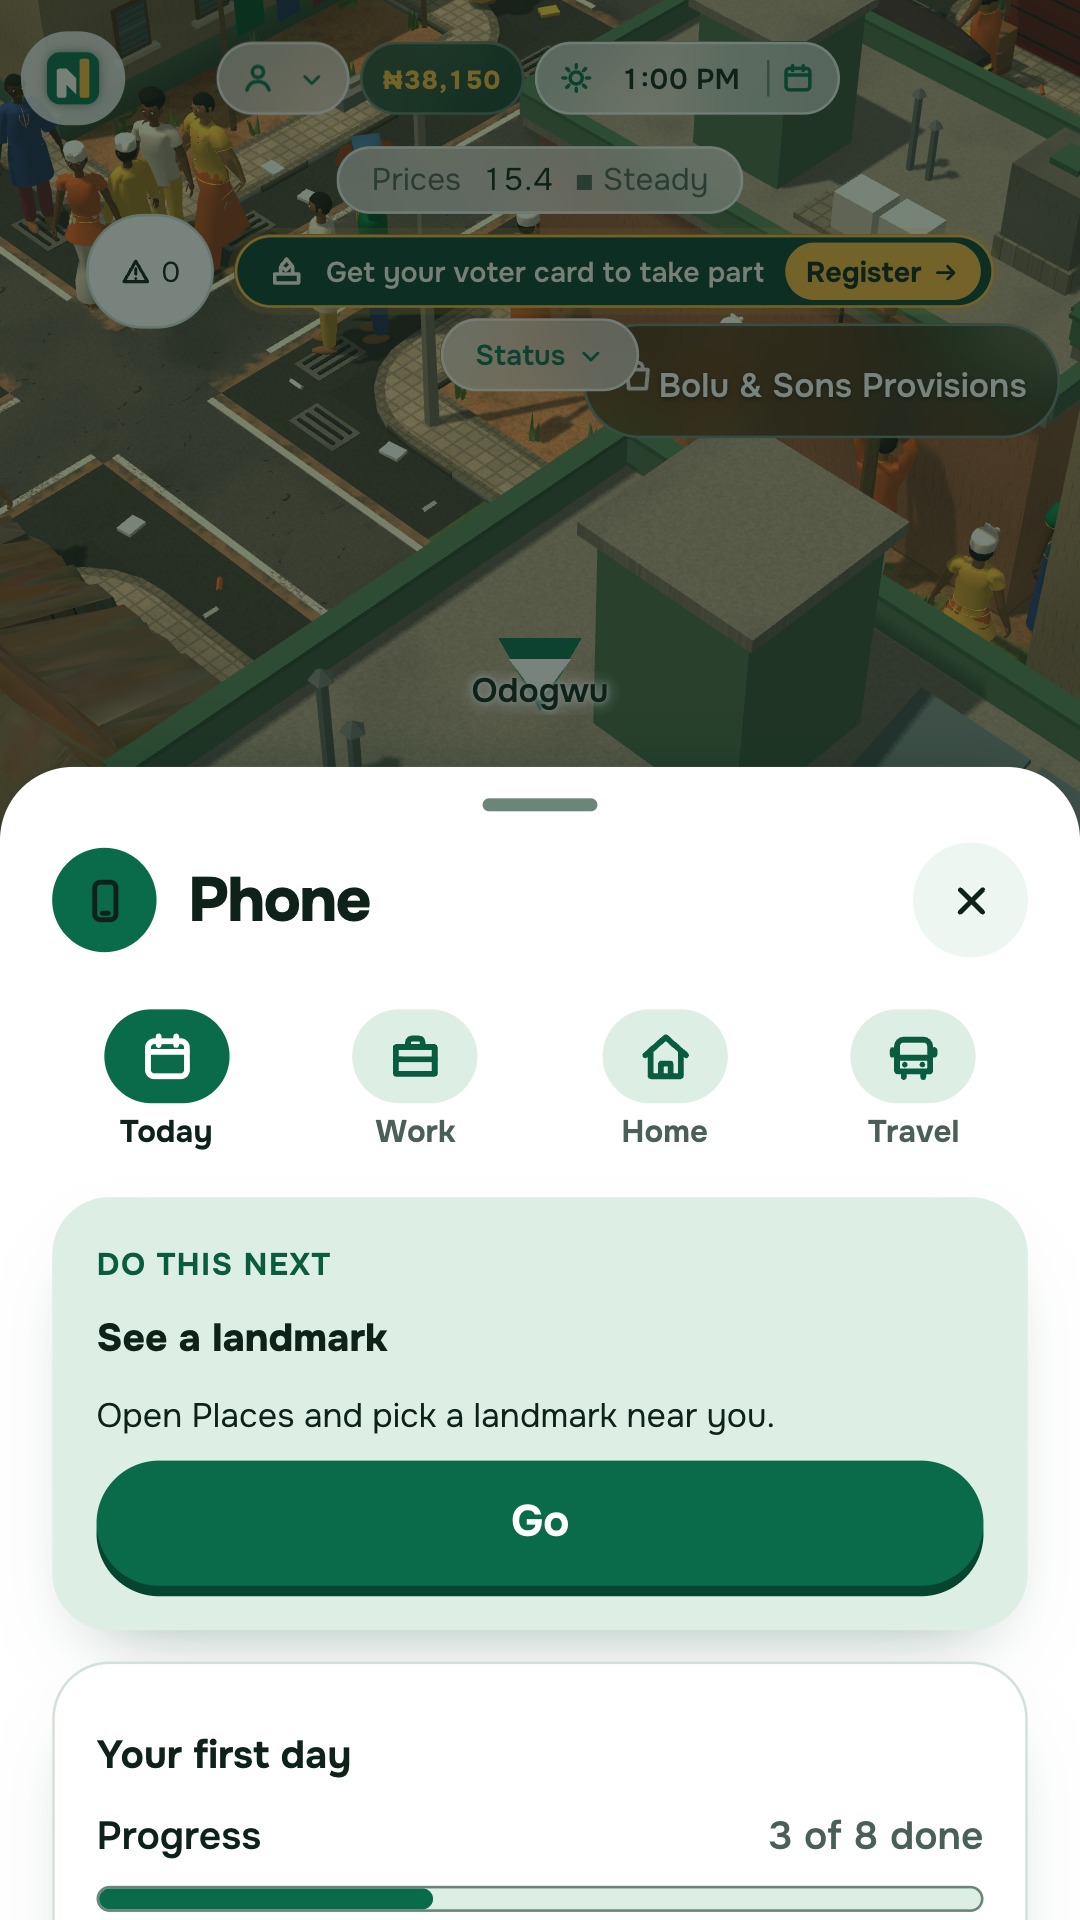 ₦38,150
1:00 PM
Prices 15.4 Steady
0
Get your voter card to take part
Register →
Status
Bolu & Sons Provisions
Odogwu
Phone
Today
Work
Home
Travel
DO THIS NEXT
See a landmark
Open Places and pick a landmark near you.
Go
Your first day
Progress
3 of 8 done